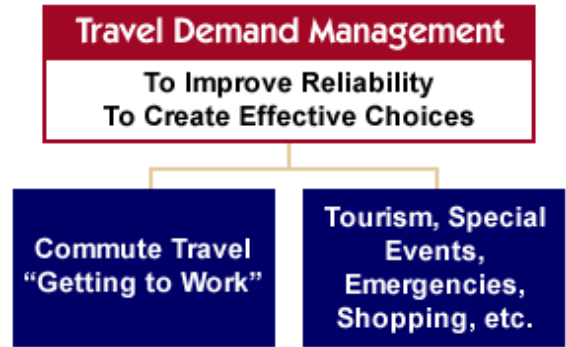 Travel Demand Management
To Improve Reliability
To Create Effective Choices
Commute Travel
“Getting to Work”
Tourism, Special
Events,
Emergencies,
Shopping, etc.